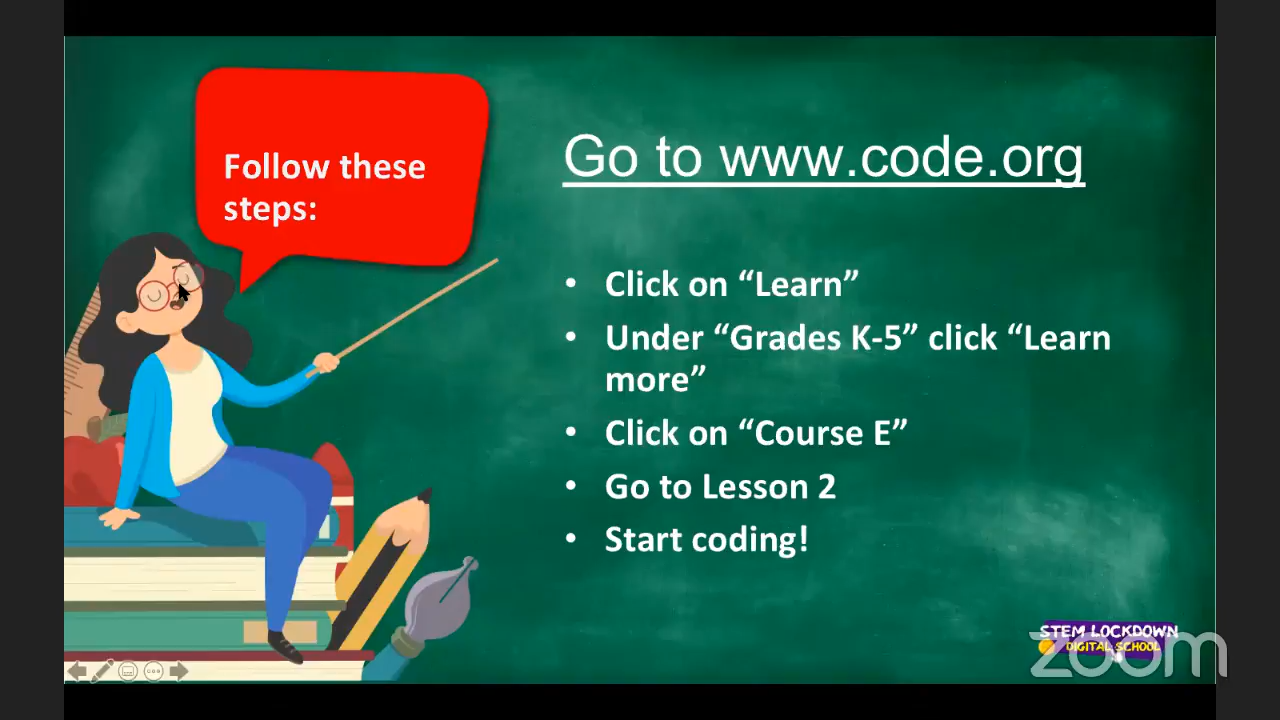 Follow these
steps:
Go to www.code.org
• Click on “Learn”
• Under “Grades K-5” click “Learn
more”
• Click on “Course E”
• Go to Lesson 2
• Start coding!
STEM LOCKDOWN
DIGITAL SCHOOL
zoom